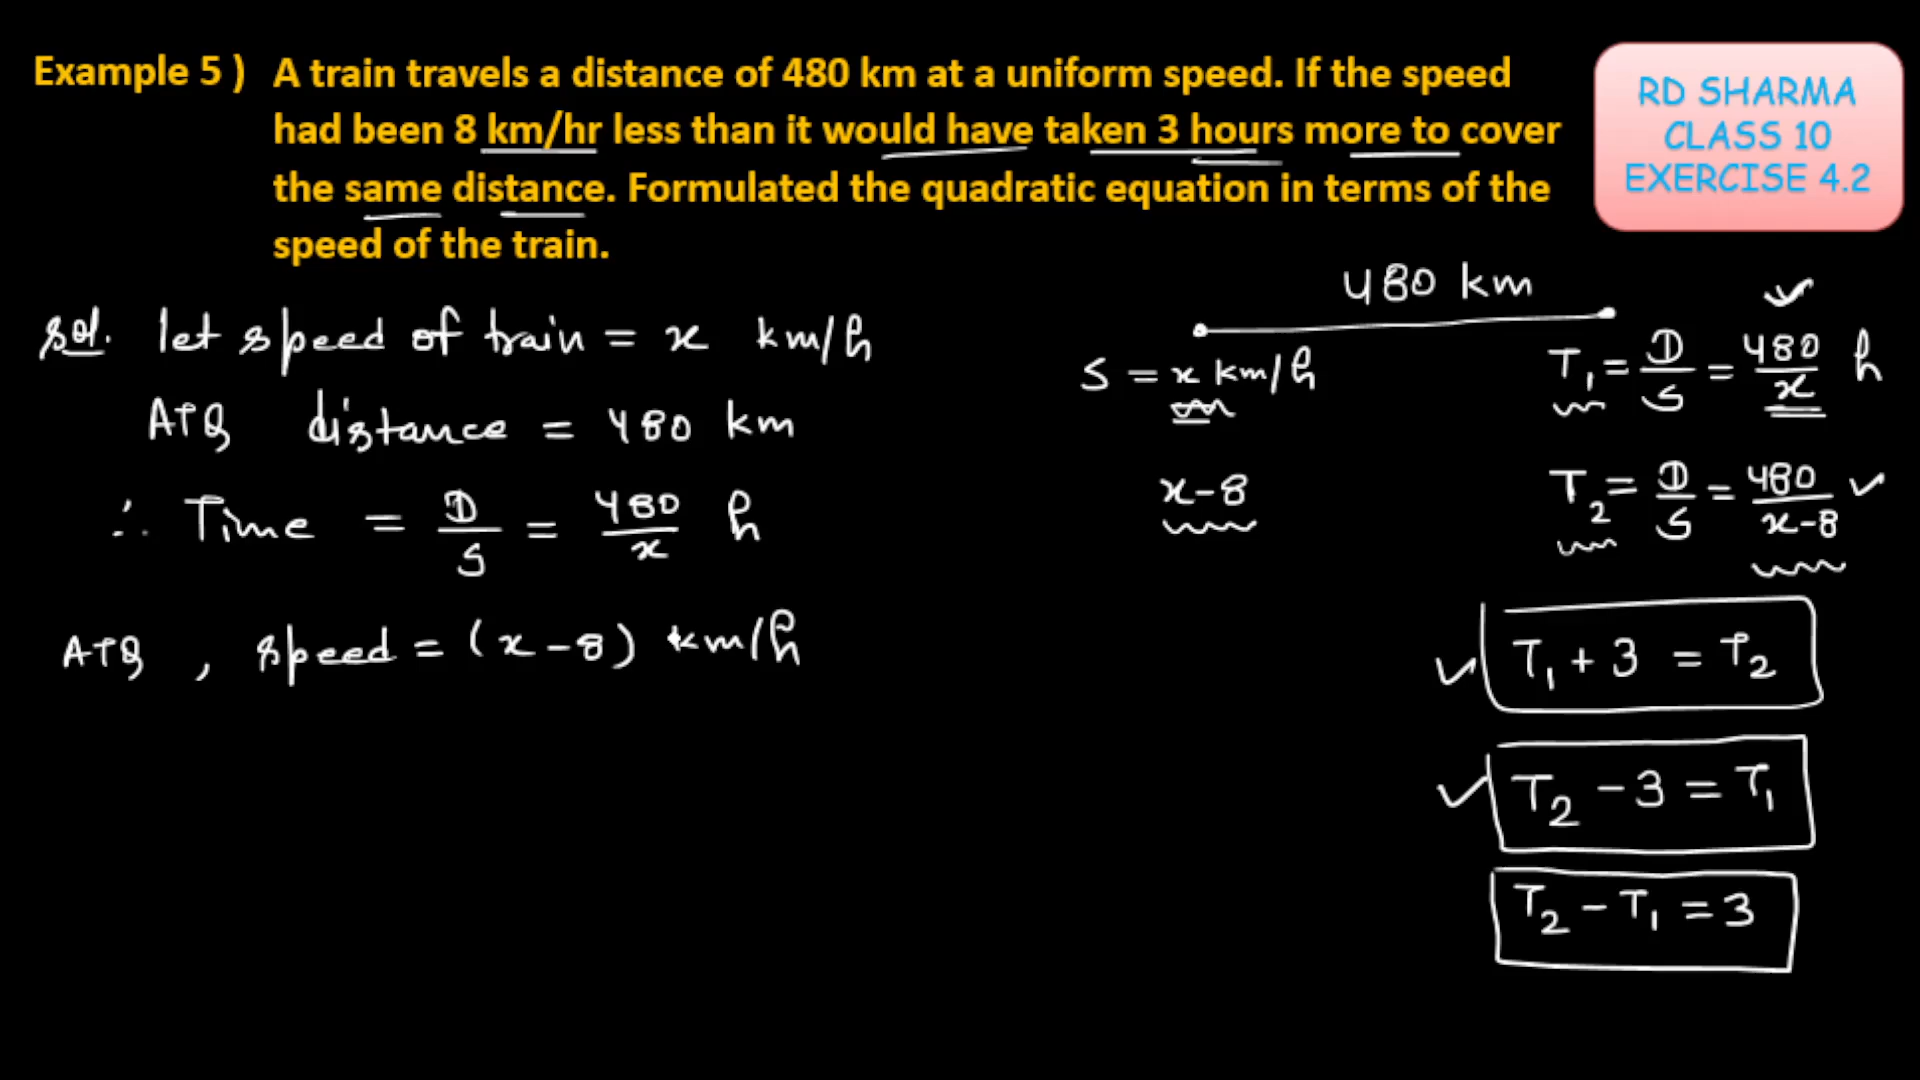 Example 5 ) A train travels a distance of 480 km at a uniform speed. If the speed
had been 8 km/hr less than it would have taken 3 hours more to cover
the same distance. Formulated the quadratic equation in terms of the
speed of the train.
RD SHARMA
CLASS 10
EXERCISE 4.2
Sol. let speed of train = x km/h
ATQ distance = 480 km
∴ Time = D/S = 480/x h
ATQ , speed = (x-8) km/h
480 km
S = x km/h
T₁ = D/S = 480/x h
x-8
T₂ = D/S = 480/x-8
T₁ + 3 = T₂
T₂ - 3 = T₁
T₂ - T₁ = 3